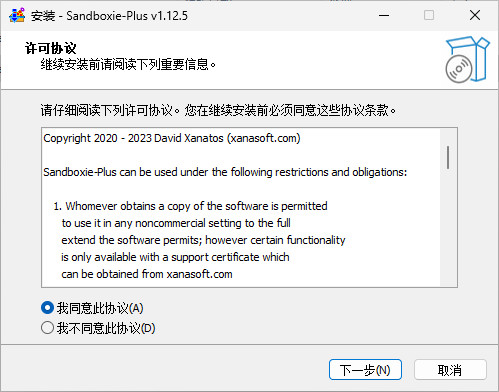 安装 - Sandboxie-Plus v1.12.5
许可协议
继续安装前请阅读下列重要信息。
请仔细阅读下列许可协议。您在继续安装前必须同意这些协议条款。
Copyright 2020 - 2023 David Xanatos (xanasoft.com)
Sandboxie-Plus can be used under the following restrictions and obligations:
1. Whomever obtains a copy of the software is permitted
to use it in any noncommercial setting to the full
extend the software permits; however certain functionality
is only available with a support certificate which
can be obtained from xanasoft.com
我同意此协议(A)
我不同意此协议(D)
下一步(N)
取消